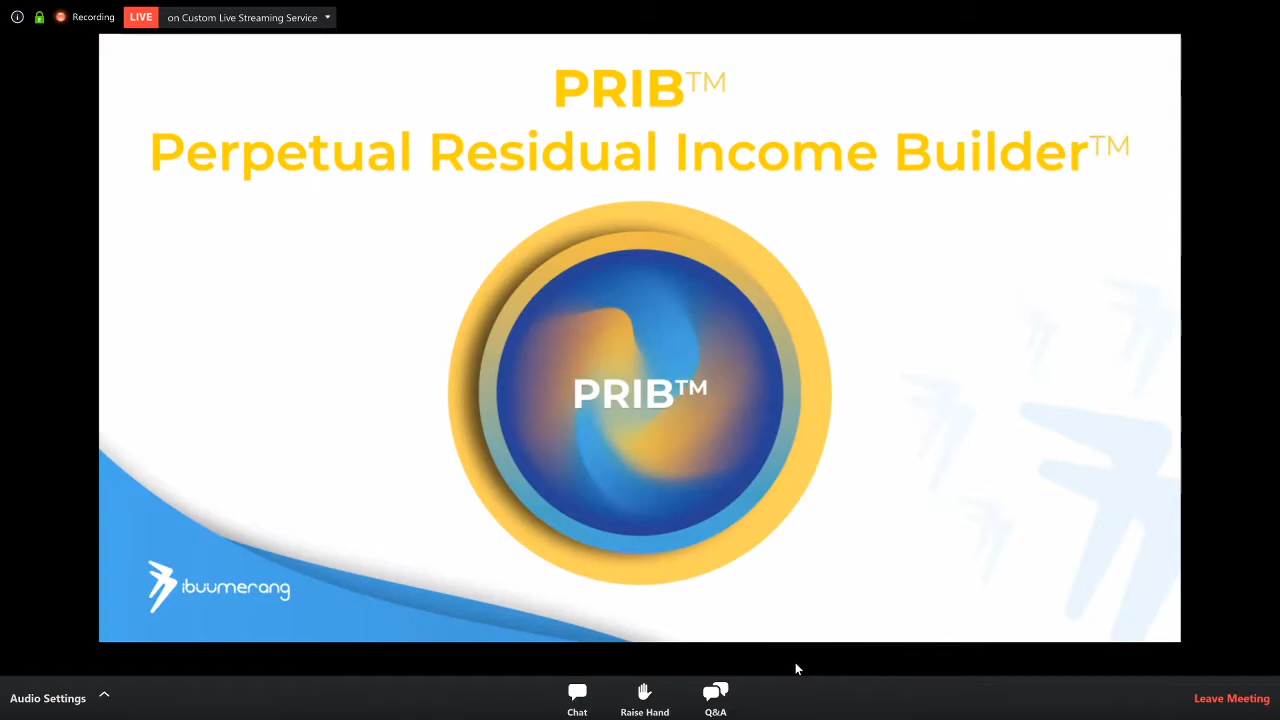 Recording
LIVE on Custom Live Streaming Service
PRIB™
Perpetual Residual Income Builder™
PRIB™
ibuumerang
Audio Settings
Chat
Raise Hand
Q&A
Leave Meeting